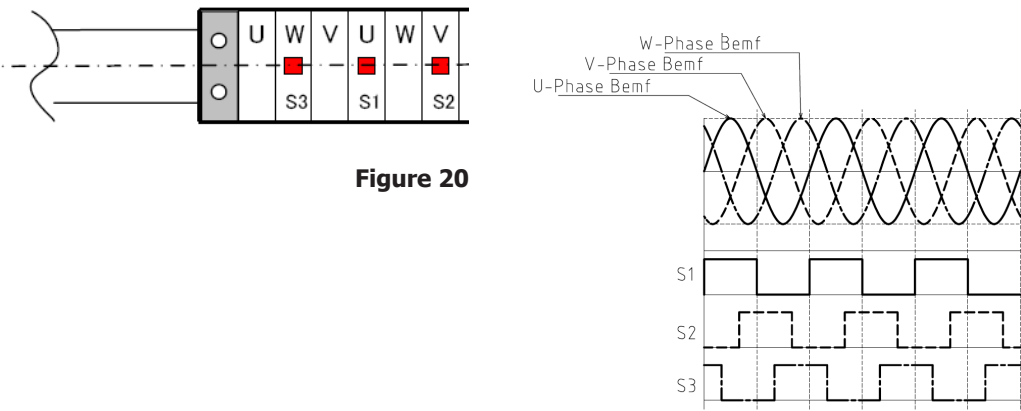 U W V U W V
S3 S1 S2
Figure 20
W-Phase Bemf
V-Phase Bemf
U-Phase Bemf
S1
S2
S3